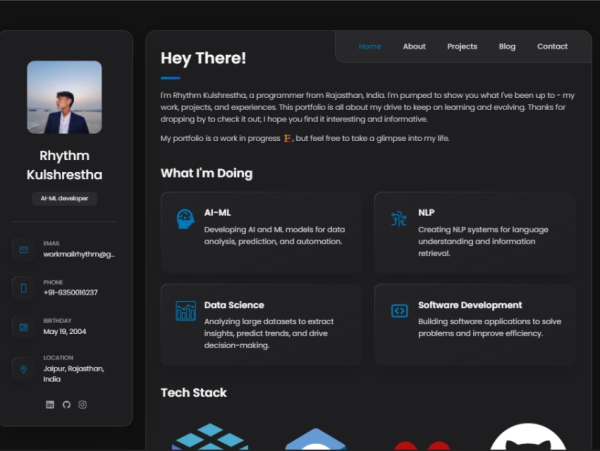 Rhythm
Kulshrestha
AI-ML developer
EMAIL
workmailrhythm@g...
PHONE
+91-6350016237
BIRTHDAY
May 19, 2004
LOCATION
Jaipur, Rajasthan,
India
Home About Projects Blog Contact
Hey There!
I'm Rhythm Kulshrestha, a programmer from Rajasthan, India. I'm pumped to show you what I've been up to - my
work, projects, and experiences. This portfolio is all about my drive to keep on learning and evolving. Thanks for
dropping by to check it out; I hope you find it interesting and informative.
My portfolio is a work in progress 🏗, but feel free to take a glimpse into my life.
What I'm Doing
AI-ML
Developing AI and ML models for data
analysis, prediction, and automation.
NLP
Creating NLP systems for language
understanding and information
retrieval.
Data Science
Analyzing large datasets to extract
insights, predict trends, and drive
decision-making.
Software Development
Building software applications to solve
problems and improve efficiency.
Tech Stack